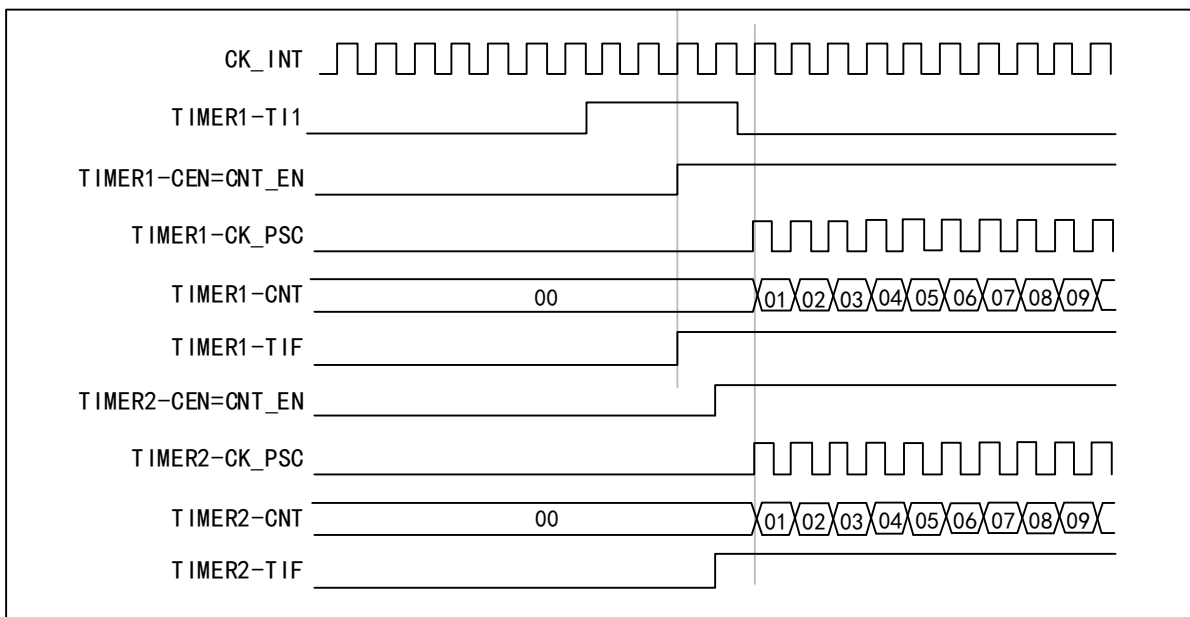 CK_INT
TIMER1-TI1
TIMER1-CEN=CNT_EN
TIMER1-CK_PSC
TIMER1-CNT 00 01 02 03 04 05 06 07 08 09
TIMER1-TIF
TIMER2-CEN=CNT_EN
TIMER2-CK_PSC
TIMER2-CNT 00 01 02 03 04 05 06 07 08 09
TIMER2-TIF